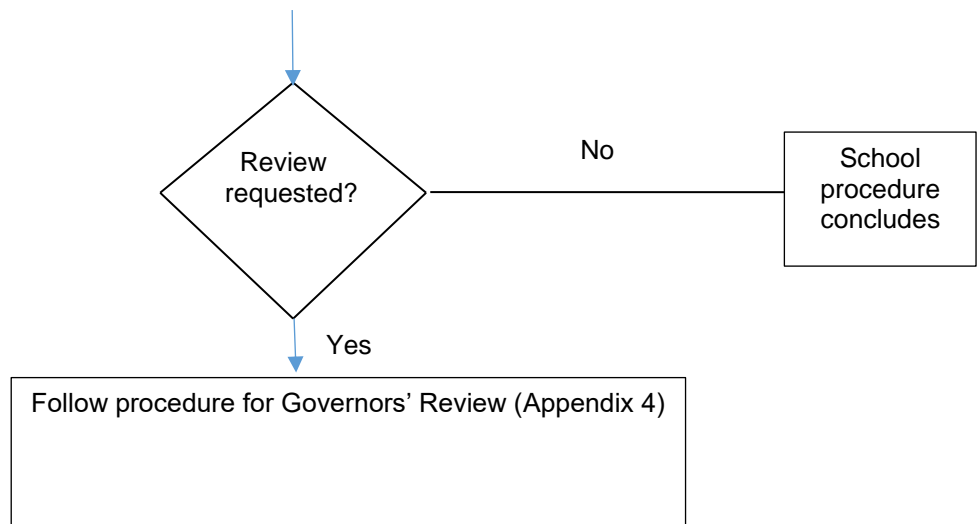 Review
requested?
No
School
procedure
concludes
Yes
Follow procedure for Governors’ Review (Appendix 4)